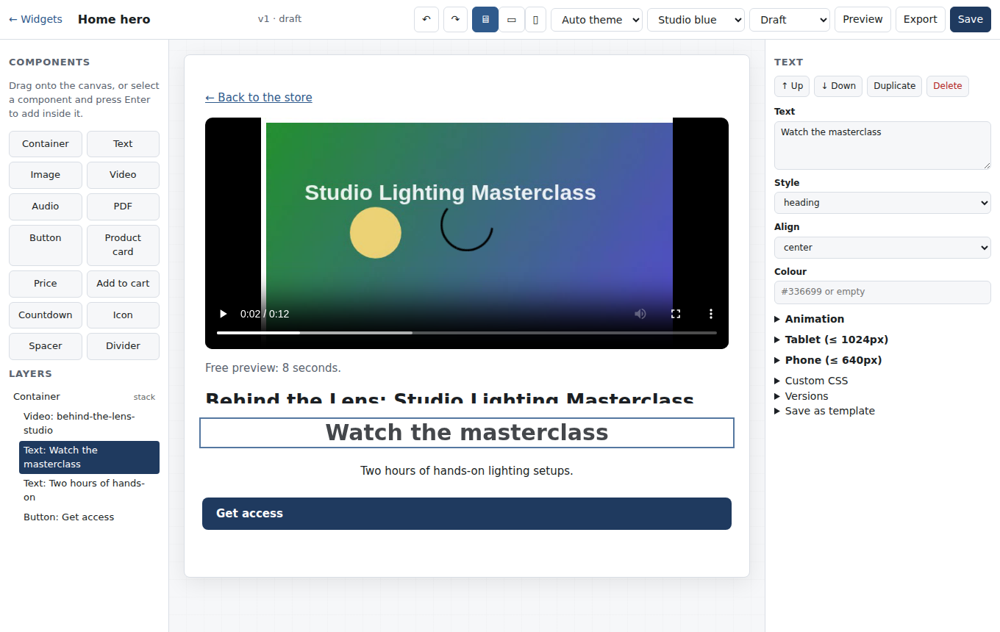 ← Widgets
Home hero
v1 · draft
Auto theme
Studio blue
Draft
Preview
Export
Save
COMPONENTS
Drag onto the canvas, or select
a component and press Enter
to add inside it.
Container
Text
Image
Video
Audio
PDF
Button
Product
card
Price
Add to cart
Countdown
Icon
Spacer
Divider
LAYERS
Container
stack
Video: behind-the-lens-
studio
Text: Watch the
masterclass
Text: Two hours of hands-
on
Button: Get access
← Back to the store
Studio Lighting Masterclass
0:02 / 0:12
Free preview: 8 seconds.
Behind the Lens: Studio Lighting Masterclass
Watch the masterclass
Two hours of hands-on lighting setups.
Get access
TEXT
↑ Up
↓ Down
Duplicate
Delete
Text
Watch the masterclass
Style
heading
Align
center
Colour
#336699 or empty
Animation
Tablet (≤ 1024px)
Phone (≤ 640px)
Custom CSS
Versions
Save as template